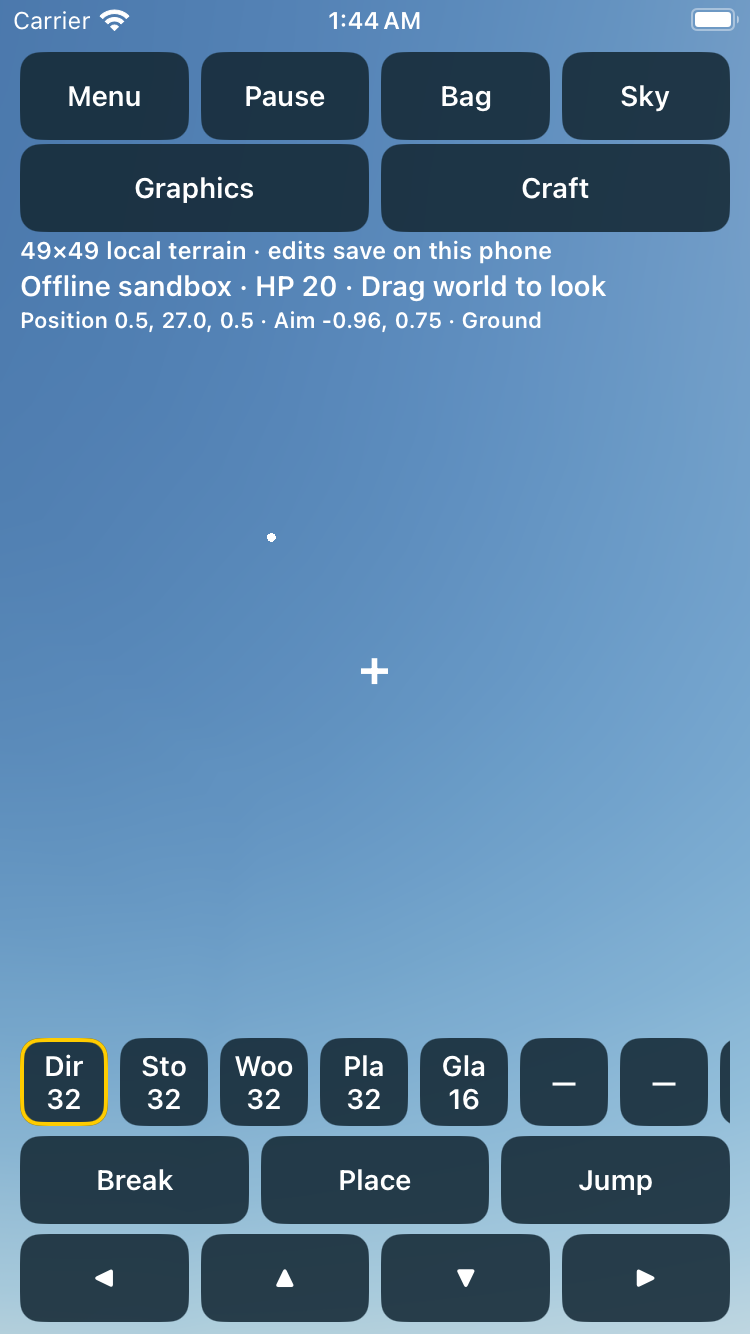 Carrier 1:44 AM
Menu Pause Bag Sky
Graphics Craft
49×49 local terrain · edits save on this phone
Offline sandbox · HP 20 · Drag world to look
Position 0.5, 27.0, 0.5 · Aim -0.96, 0.75 · Ground
Dir Sto Woo Pla Gla — —
32 32 32 32 16
Break Place Jump